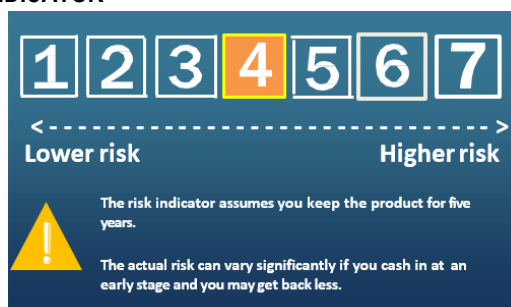 DICATOR
1 2 3 4 5 6 7
< - - - - - - - - - - - - - - - - - - - - - - - - - - - - - - - - - >
Lower risk Higher risk
The risk indicator assumes you keep the product for five
years.
The actual risk can vary significantly if you cash in at an
early stage and you may get back less.